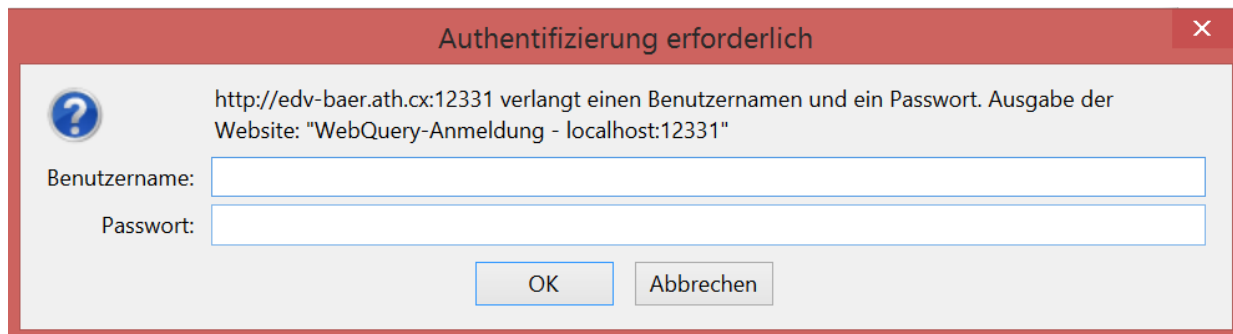 Authentifizierung erforderlich
http://edv-baer.ath.cx:12331 verlangt einen Benutzernamen und ein Passwort. Ausgabe der
Website: "WebQuery-Anmeldung - localhost:12331"
Benutzername:
Passwort:
OK Abbrechen